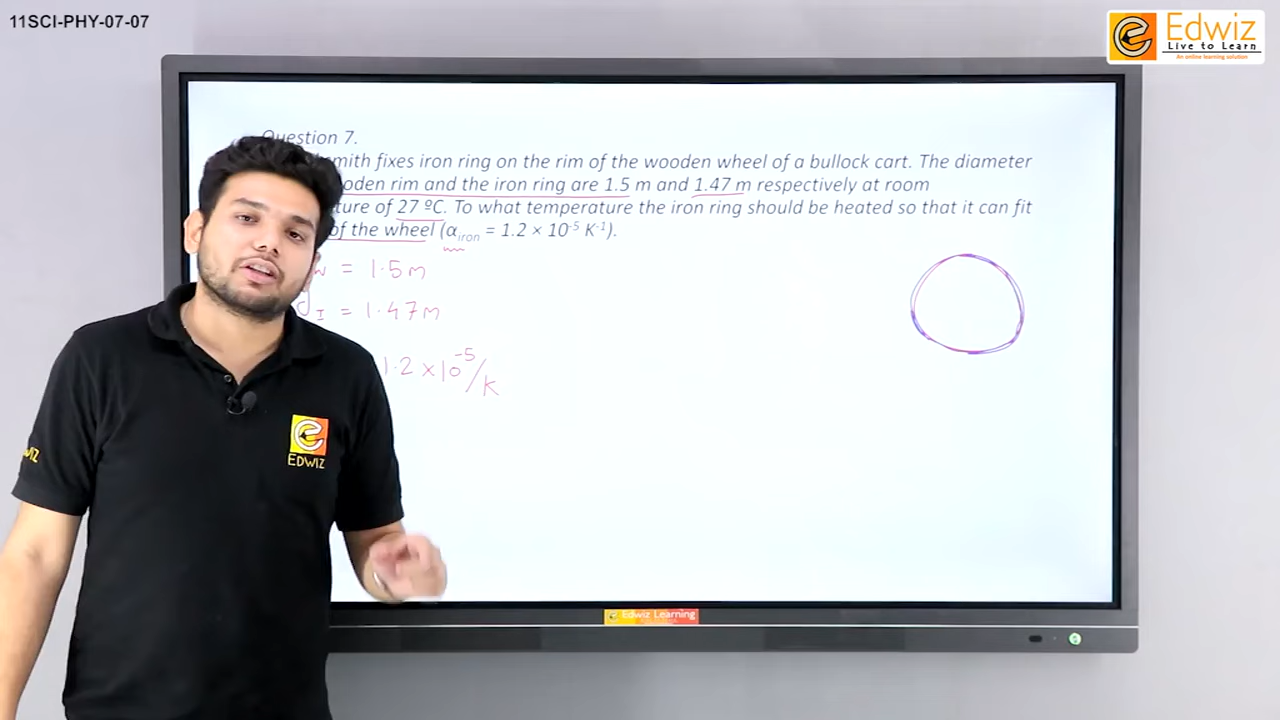 11SCI-PHY-07-07
Edwiz
Live to Learn
An online learning solution
Question 7.
fixes iron ring on the rim of the wooden wheel of a bullock cart. The diameter
rim and the iron ring are 1.5 m and 1.47 m respectively at room
of 27 ºC. To what temperature the iron ring should be heated so that it can fit
of the wheel (αiron = 1.2 × 10-5 K-1).
w = 1.5m
I = 1.47m
1.2 × 10-5/K
EDWIZ
Edwiz Learning